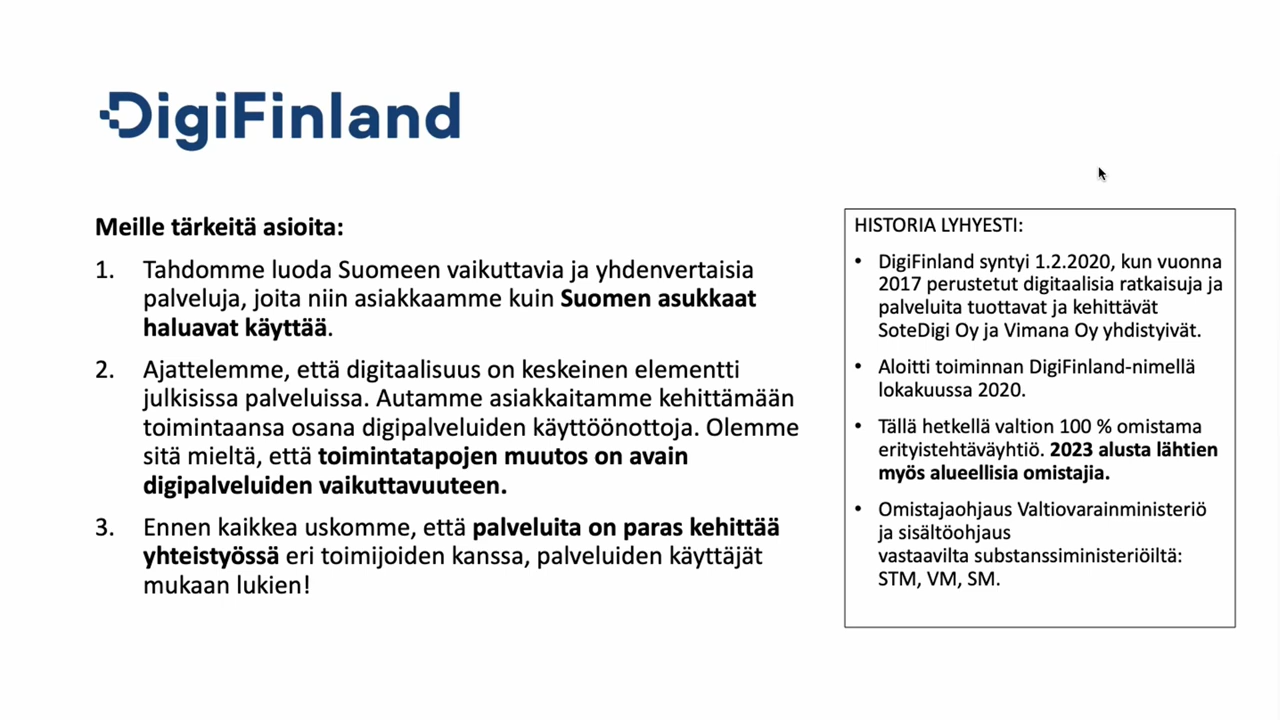 DigiFinland
Meille tärkeitä asioita:
1. Tahdomme luoda Suomeen vaikuttavia ja yhdenvertaisia
palveluja, joita niin asiakkaamme kuin Suomen asukkaat
haluavat käyttää.
2. Ajattelemme, että digitaalisuus on keskeinen elementti
julkisissa palveluissa. Autamme asiakkaitamme kehittämään
toimintaansa osana digipalveluiden käyttöönottoja. Olemme
sitä mieltä, että toimintatapojen muutos on avain
digipalveluiden vaikuttavuuteen.
3. Ennen kaikkea uskomme, että palveluita on paras kehittää
yhteistyössä eri toimijoiden kanssa, palveluiden käyttäjät
mukaan lukien!
HISTORIA LYHYESTI:
• DigiFinland syntyi 1.2.2020, kun vuonna
2017 perustetut digitaalisia ratkaisuja ja
palveluita tuottavat ja kehittävät
SoteDigi Oy ja Vimana Oy yhdistyivät.
• Aloitti toiminnan DigiFinland-nimellä
lokakuussa 2020.
• Tällä hetkellä valtion 100 % omistama
erityistehtäväyhtiö. 2023 alusta lähtien
myös alueellisia omistajia.
• Omistajaohjaus Valtiovarainministeriö
ja sisältöohjaus
vastaavilta substanssiministeriöiltä:
STM, VM, SM.